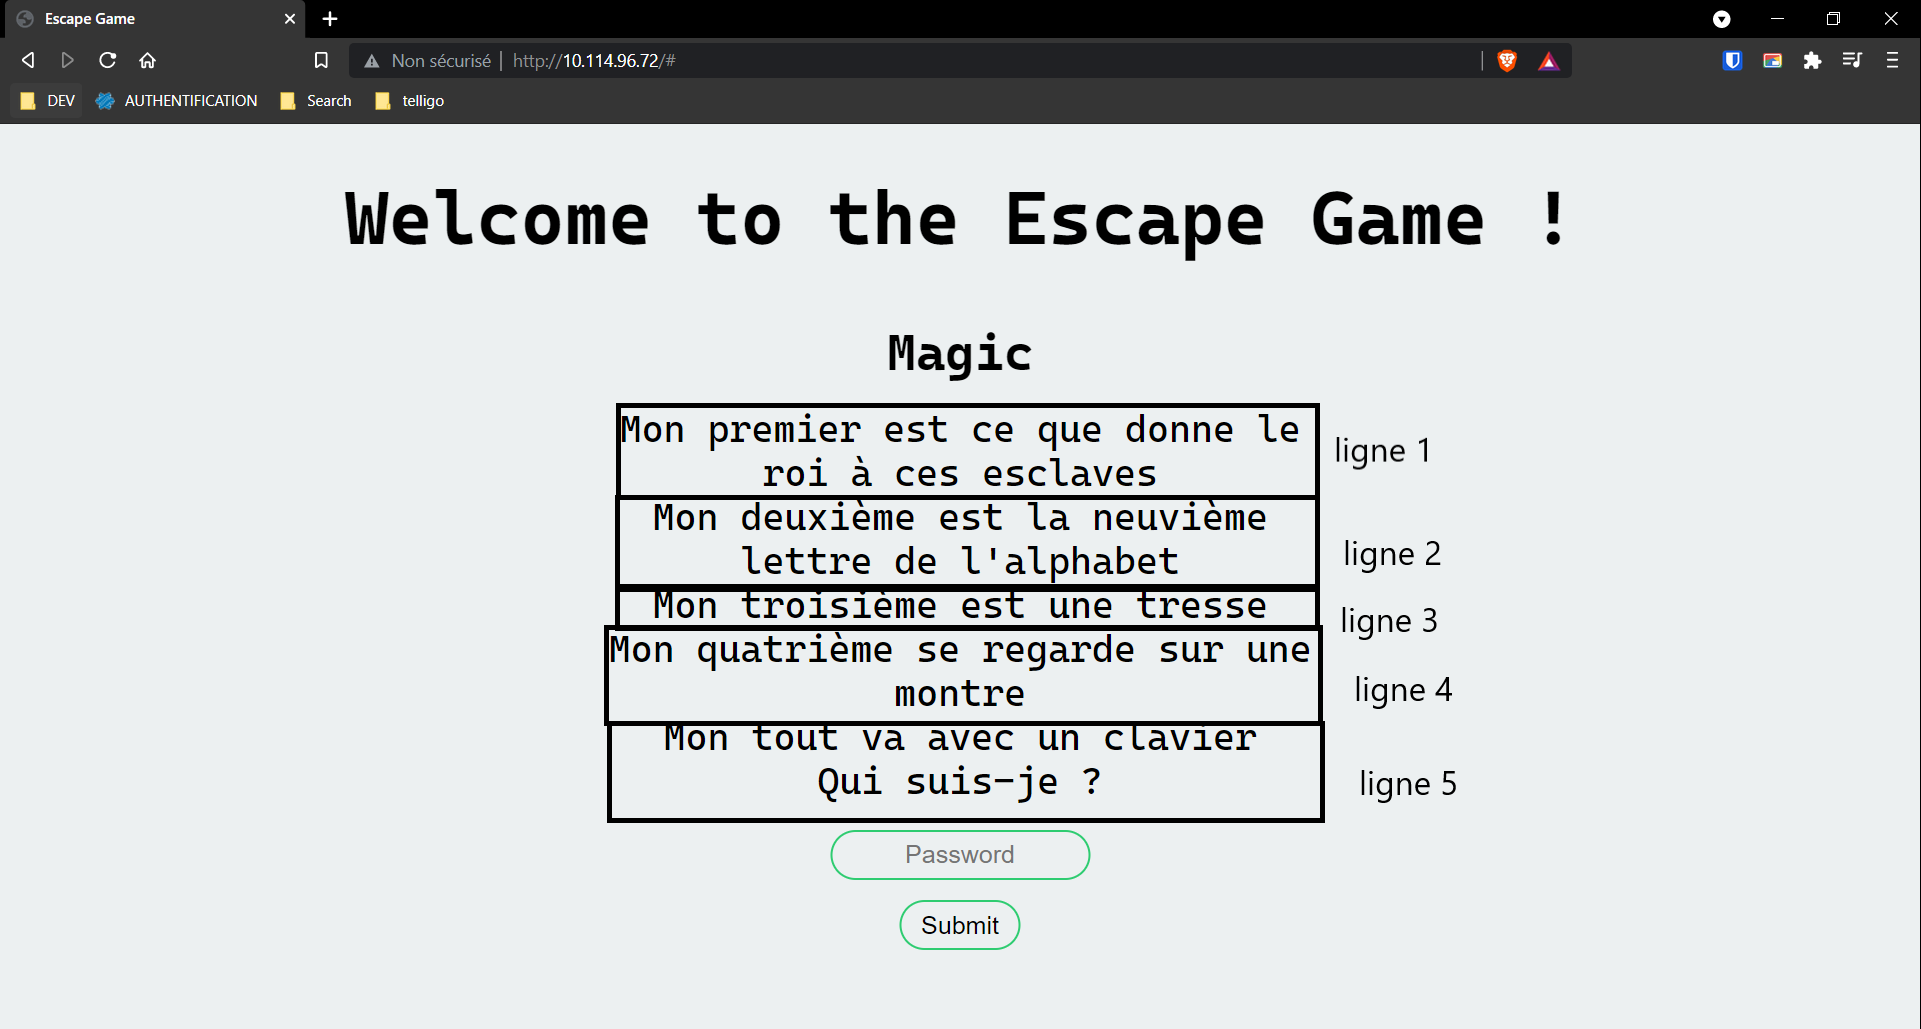 Escape Game
Non sécurisé http://10.114.96.72/#
DEV AUTHENTIFICATION Search telligo
Welcome to the Escape Game !
Magic
Mon premier est ce que donne le
roi à ces esclaves
ligne 1
Mon deuxième est la neuvième
lettre de l'alphabet
ligne 2
Mon troisième est une tresse
ligne 3
Mon quatrième se regarde sur une
montre
ligne 4
Mon tout va avec un clavier
Qui suis-je ?
ligne 5
Password
Submit